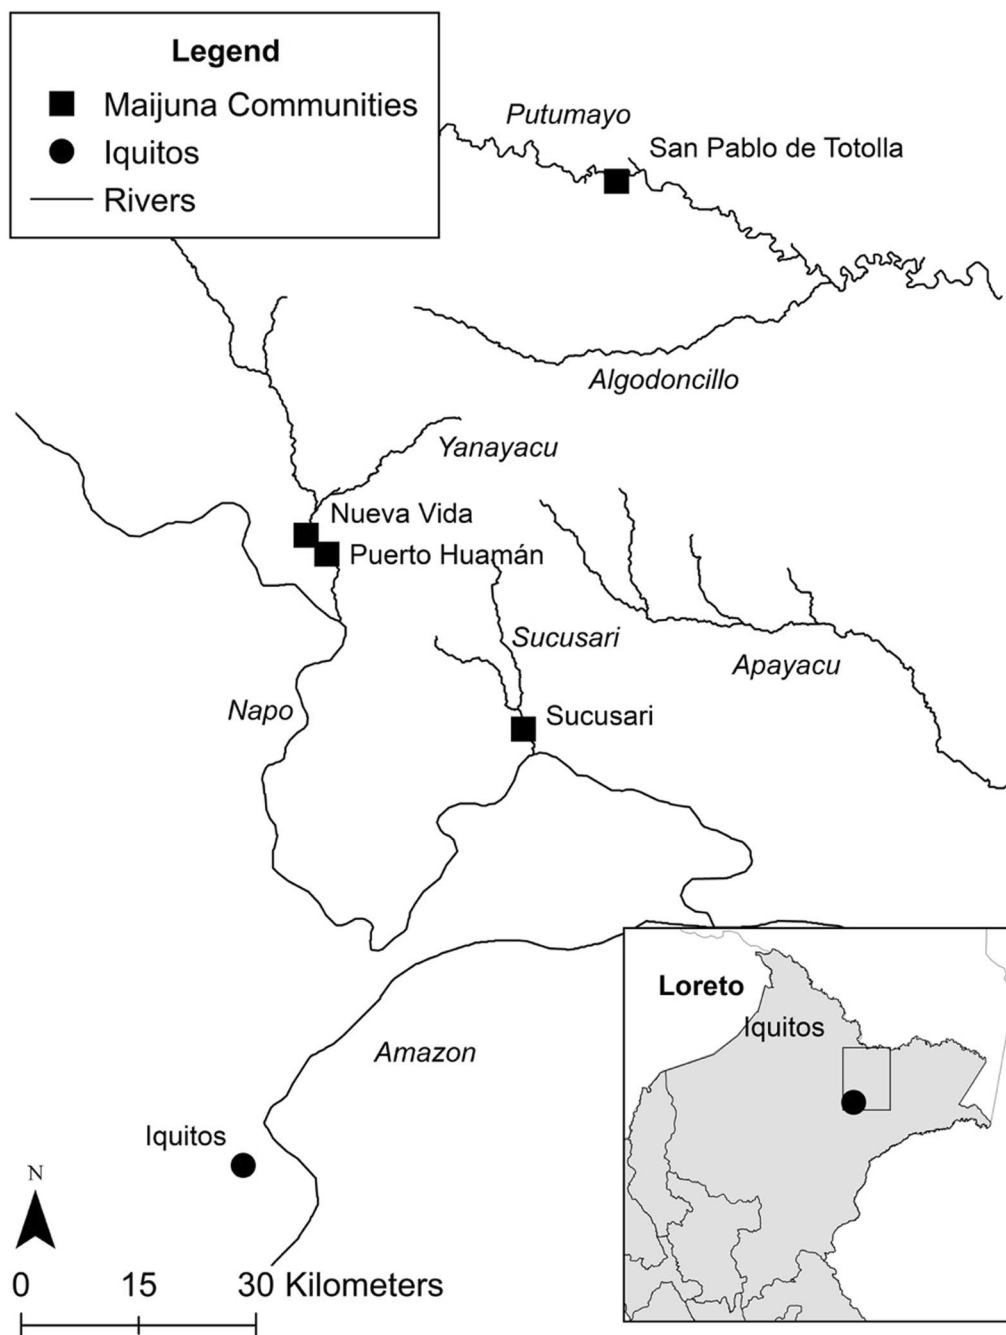 Legend
Maijuna Communities
Iquitos
Rivers
Putumayo
San Pablo de Totolla
Algodoncillo
Yanayacu
Nueva Vida
Puerto Huamán
Sucusari
Apayacu
Napo
Sucusari
Loreto
Iquitos
Amazon
Iquitos
N
0 15 30 Kilometers